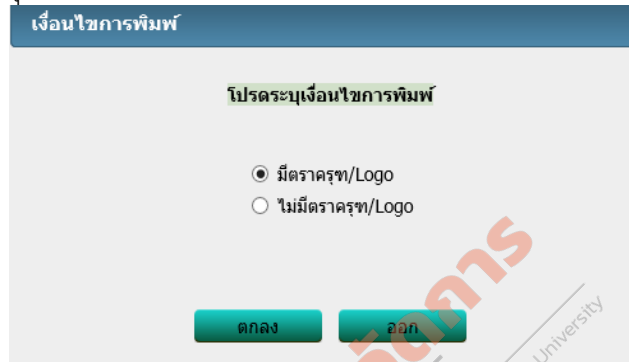 เงื่อนไขการพิมพ์
โปรดระบุเงื่อนไขการพิมพ์
มีตราครุฑ/Logo
ไม่มีตราครุฑ/Logo
ตกลง
ออก
University